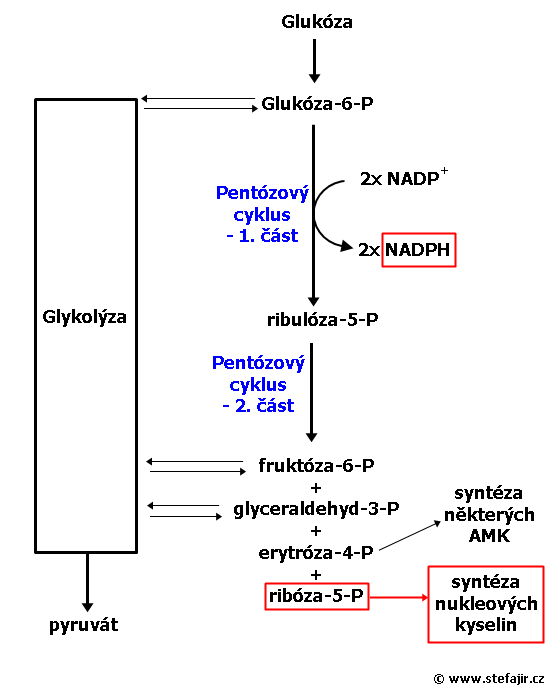 Glukóza
Glukóza-6-P
2x NADP+
Pentózový
cyklus
- 1. část
2x NADPH
Glykolýza
ribulóza-5-P
Pentózový
cyklus
- 2. část
fruktóza-6-P
+
glyceraldehyd-3-P
+
erytróza-4-P
+
ribóza-5-P
syntéza
některých
AMK
syntéza
nukleových
kyselin
pyruvát
© www.stefajir.cz